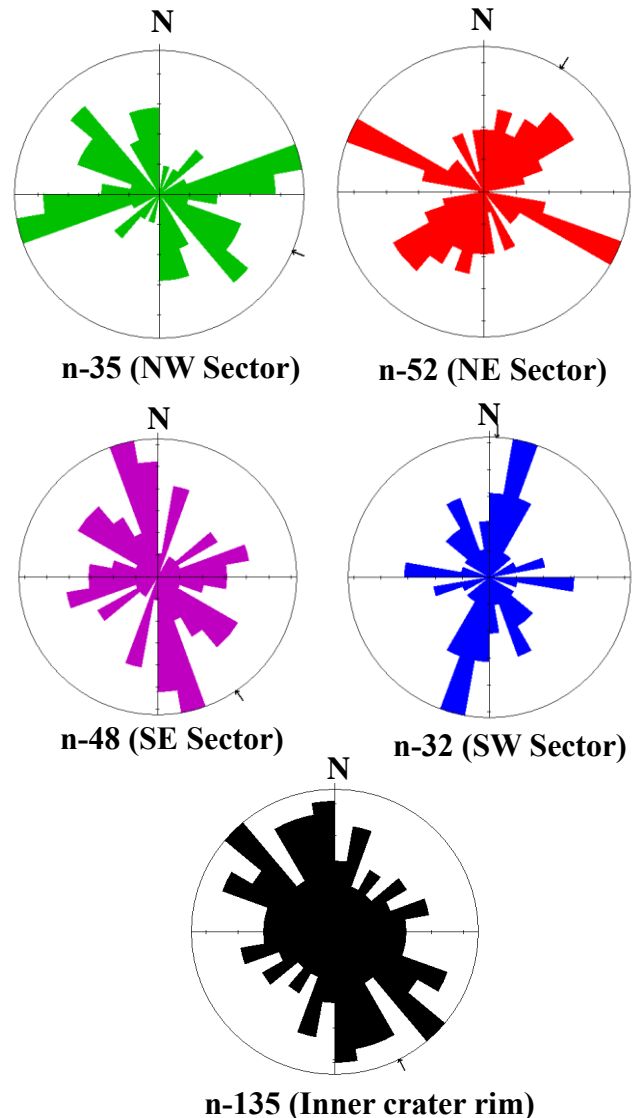 N
N
n-35 (NW Sector)
n-52 (NE Sector)
N
N
n-48 (SE Sector)
n-32 (SW Sector)
N
n-135 (Inner crater rim)